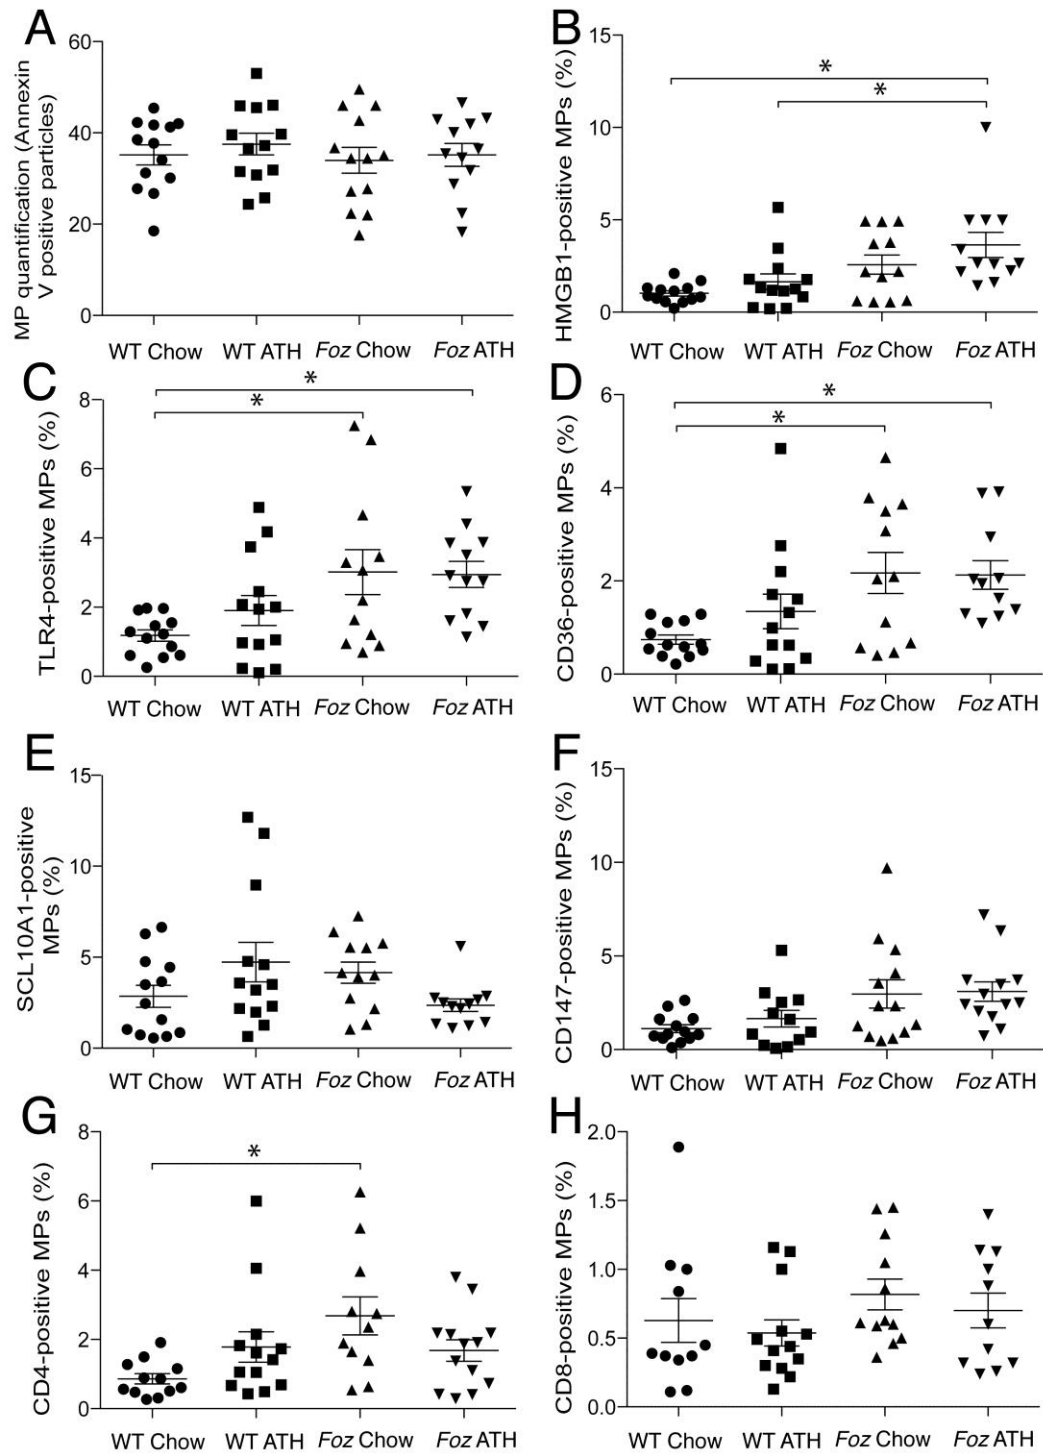 A
MP quantification (Annexin
V positive particles)
60
40
20
0
WT Chow
WT ATH
Foz Chow
Foz ATH
B
HMGB1-positive MPs (%)
15
10
5
0
*
*
WT Chow
WT ATH
Foz Chow
Foz ATH
C
TLR4-positive MPs (%)
8
6
4
2
0
*
*
WT Chow
WT ATH
Foz Chow
Foz ATH
D
CD36-positive MPs (%)
6
4
2
0
*
*
WT Chow
WT ATH
Foz Chow
Foz ATH
E
SCL10A1-positive
MPs (%)
15
10
5
0
WT Chow
WT ATH
Foz Chow
Foz ATH
F
CD147-positive MPs (%)
15
10
5
0
WT Chow
WT ATH
Foz Chow
Foz ATH
G
CD4-positive MPs (%)
8
6
4
2
0
*
WT Chow
WT ATH
Foz Chow
Foz ATH
H
CD8-positive MPs (%)
2.0
1.5
1.0
0.5
0.0
WT Chow
WT ATH
Foz Chow
Foz ATH